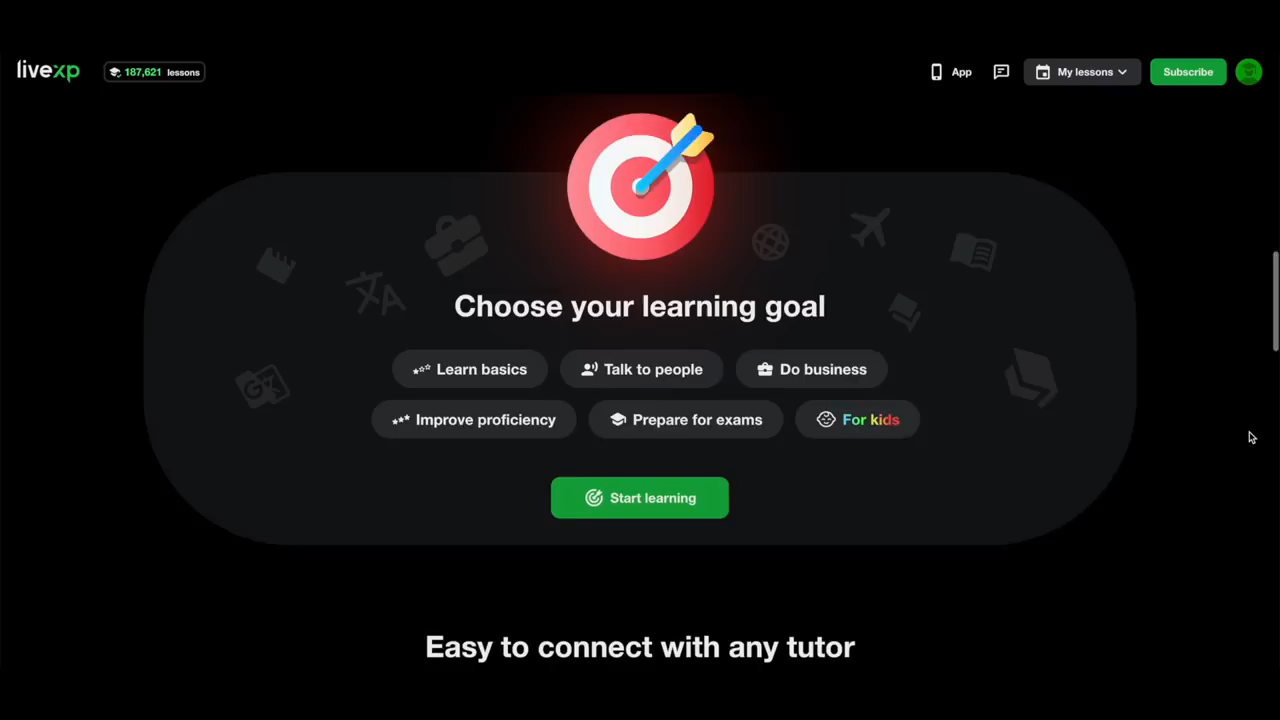 livexp
187,621 lessons
App
My lessons
Subscribe
Choose your learning goal
Learn basics
Talk to people
Do business
Improve proficiency
Prepare for exams
For kids
Start learning
Easy to connect with any tutor